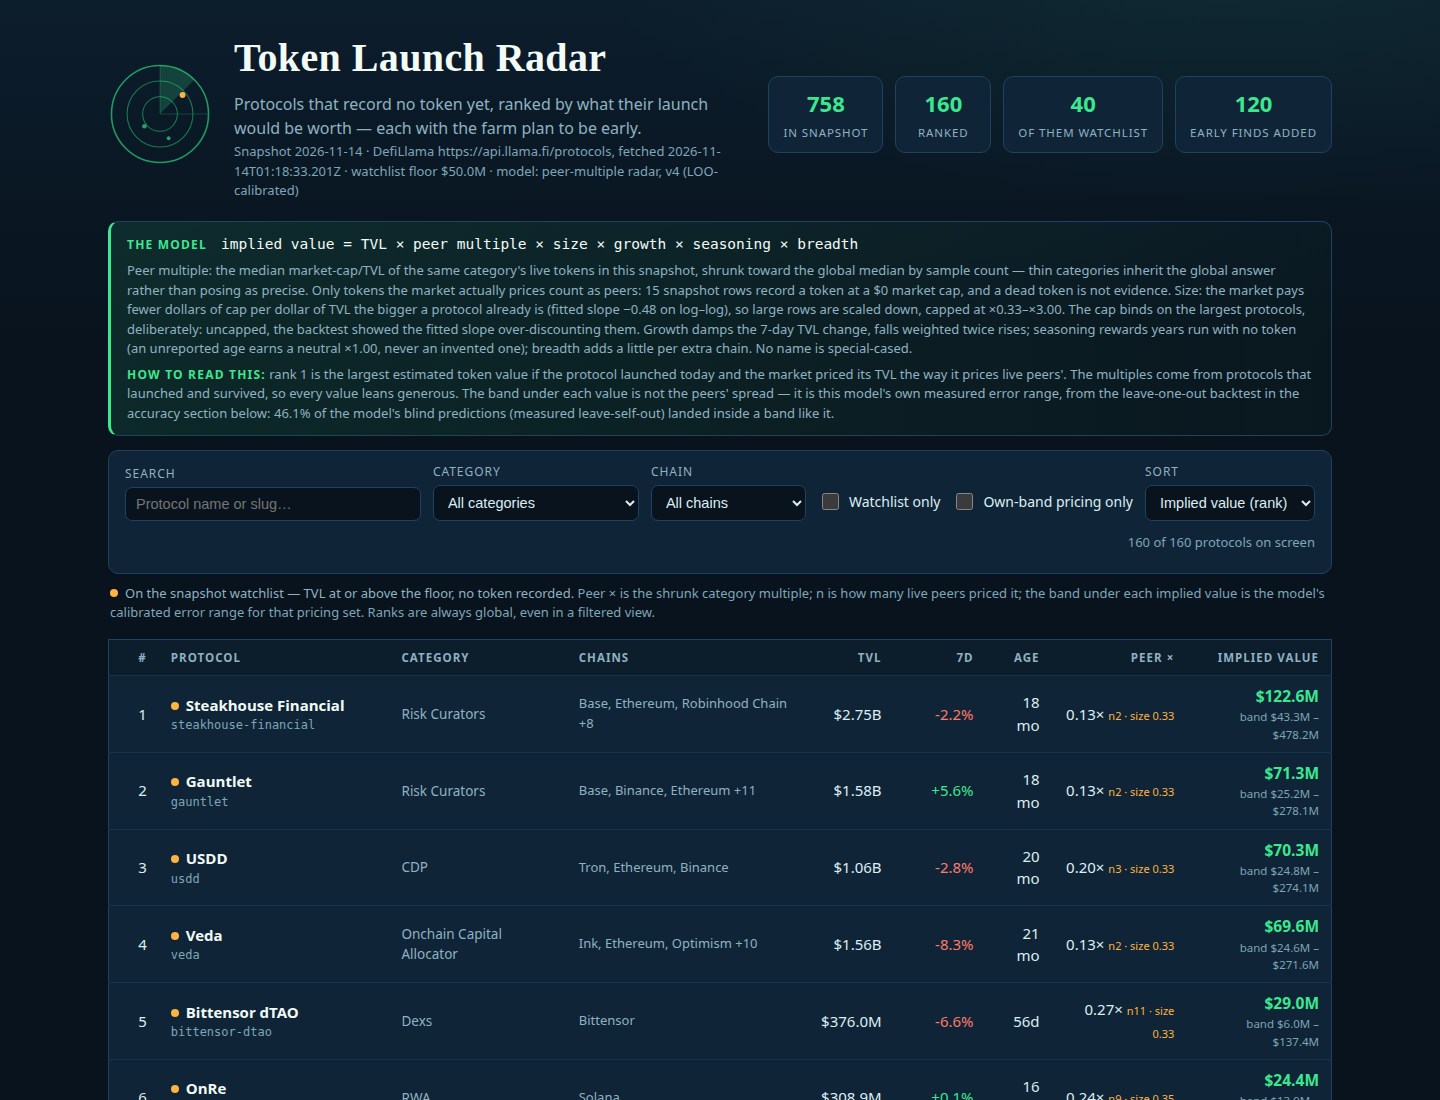 Token Launch Radar
Protocols that record no token yet, ranked by what their launch
would be worth — each with the farm plan to be early.
Snapshot 2026-11-14 · DefiLlama https://api.llama.fi/protocols, fetched 2026-11-
14T01:18:33.201Z · watchlist floor $50.0M · model: peer-multiple radar, v4 (LOO-
calibrated)
758
IN SNAPSHOT
160
RANKED
40
OF THEM WATCHLIST
120
EARLY FINDS ADDED
THE MODEL implied value = TVL × peer multiple × size × growth × seasoning × breadth
Peer multiple: the median market-cap/TVL of the same category's live tokens in this snapshot, shrunk toward the global median by sample count — thin categories inherit the global answer
rather than posing as precise. Only tokens the market actually prices count as peers: 15 snapshot rows record a token at a $0 market cap, and a dead token is not evidence. Size: the market pays
fewer dollars of cap per dollar of TVL the bigger a protocol already is (fitted slope −0.48 on log–log), so large rows are scaled down, capped at ×0.33–×3.00. The cap binds on the largest protocols,
deliberately: uncapped, the backtest showed the fitted slope over-discounting them. Growth damps the 7-day TVL change, falls weighted twice rises; seasoning rewards years run with no token
(an unreported age earns a neutral ×1.00, never an invented one); breadth adds a little per extra chain. No name is special-cased.
HOW TO READ THIS: rank 1 is the largest estimated token value if the protocol launched today and the market priced its TVL the way it prices live peers'. The multiples come from protocols that
launched and survived, so every value leans generous. The band under each value is not the peers' spread — it is this model's own measured error range, from the leave-one-out backtest in the
accuracy section below: 46.1% of the model's blind predictions (measured leave-self-out) landed inside a band like it.
SEARCH
Protocol name or slug…
CATEGORY
All categories
CHAIN
All chains
Watchlist only
Own-band pricing only
SORT
Implied value (rank)
160 of 160 protocols on screen
On the snapshot watchlist — TVL at or above the floor, no token recorded. Peer × is the shrunk category multiple; n is how many live peers priced it; the band under each implied value is the model's
calibrated error range for that pricing set. Ranks are always global, even in a filtered view.
# PROTOCOL CATEGORY CHAINS TVL 7D AGE PEER × IMPLIED VALUE
1 Steakhouse Financial
steakhouse-financial
Risk Curators
Base, Ethereum, Robinhood Chain
+8
$2.75B
-2.2%
18
mo
0.13× n2 · size 0.33
$122.6M
band $43.3M –
$478.2M
2 Gauntlet
gauntlet
Risk Curators
Base, Binance, Ethereum +11
$1.58B
+5.6%
18
mo
0.13× n2 · size 0.33
$71.3M
band $25.2M –
$278.1M
3 USDD
usdd
CDP
Tron, Ethereum, Binance
$1.06B
-2.8%
20
mo
0.20× n3 · size 0.33
$70.3M
band $24.8M –
$274.1M
4 Veda
veda
Onchain Capital
Allocator
Ink, Ethereum, Optimism +10
$1.56B
-8.3%
21
mo
0.13× n2 · size 0.33
$69.6M
band $24.6M –
$271.6M
5 Bittensor dTAO
bittensor-dtao
Dexs
Bittensor
$376.0M
-6.6%
56d
0.27× n11 · size
0.33
$29.0M
band $6.0M –
$137.4M
6 OnRe
RWA
Solana
$308.9M
+0.1%
16
0.24× n9 · size 0.35
$24.4M